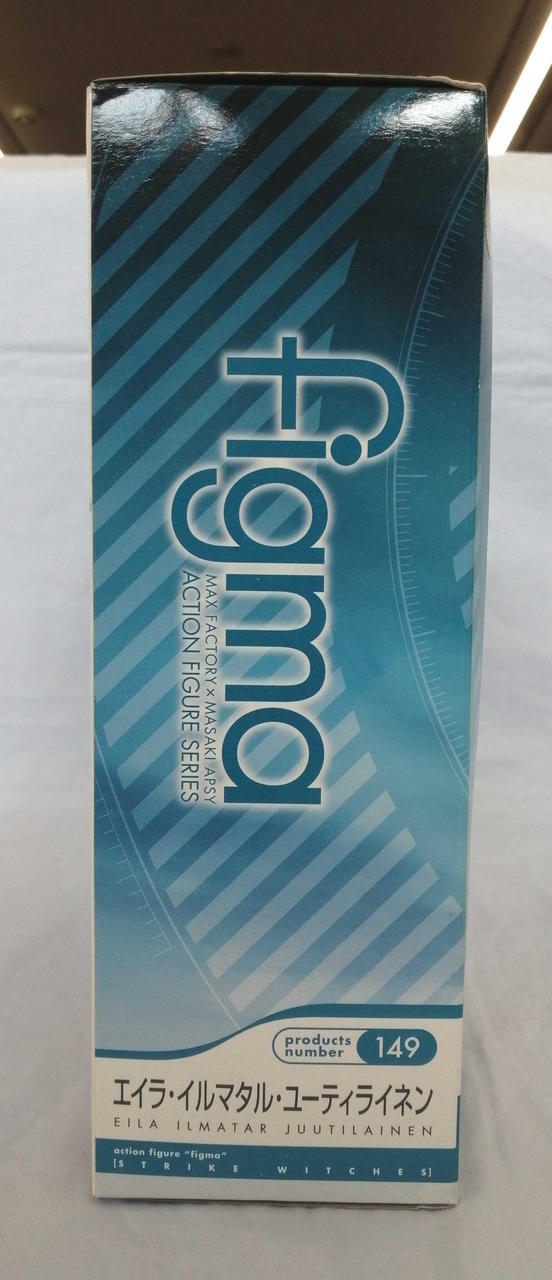 figma
MAX FACTORY × MASAKI APSY
ACTION FIGURE SERIES
products
number
149
エイラ・イルマタル・ユーティライネン
EILA ILMATAR JUUTILAINEN
action figure "figma"
[STRIKE WITCHES]